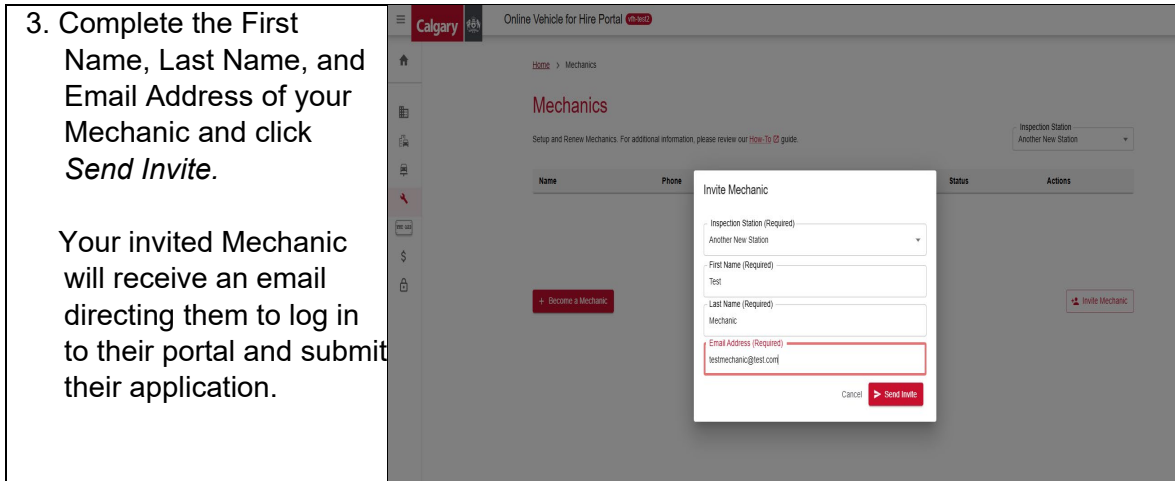 3. Complete the First
Name, Last Name, and
Email Address of your
Mechanic and click
Send Invite.
Your invited Mechanic
will receive an email
directing them to log in
to their portal and submit
their application.
Calgary
Online Vehicle for Hire Portal vfh-test2
Home > Mechanics
Mechanics
Setup and Renew Mechanics. For additional information, please review our How-To guide.
Inspection Station
Another New Station
Name Phone Status Actions
Invite Mechanic
Inspection Station (Required)
Another New Station
First Name (Required)
Test
Last Name (Required)
Mechanic
Email Address (Required)
testmechanic@test.com
Cancel Send Invite
+ Become a Mechanic
Invite Mechanic
$